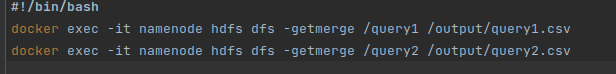 #!/bin/bash
docker exec -it namenode hdfs dfs -getmerge /query1 /output/query1.csv
docker exec -it namenode hdfs dfs -getmerge /query2 /output/query2.csv